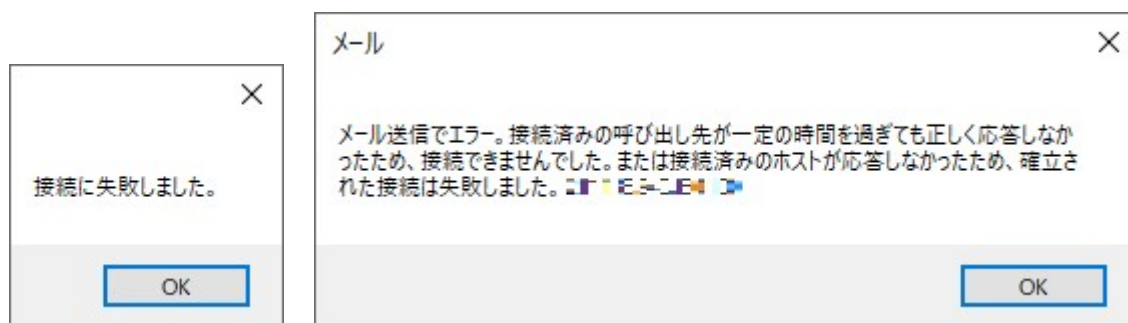 接続に失敗しました。
OK
メール
メール送信でエラー。接続済みの呼び出し先が一定の時間を過ぎても正しく応答しなか
ったため、接続できませんでした。または接続済みのホストが応答しなかったため、確立さ
れた接続は失敗しました。
OK